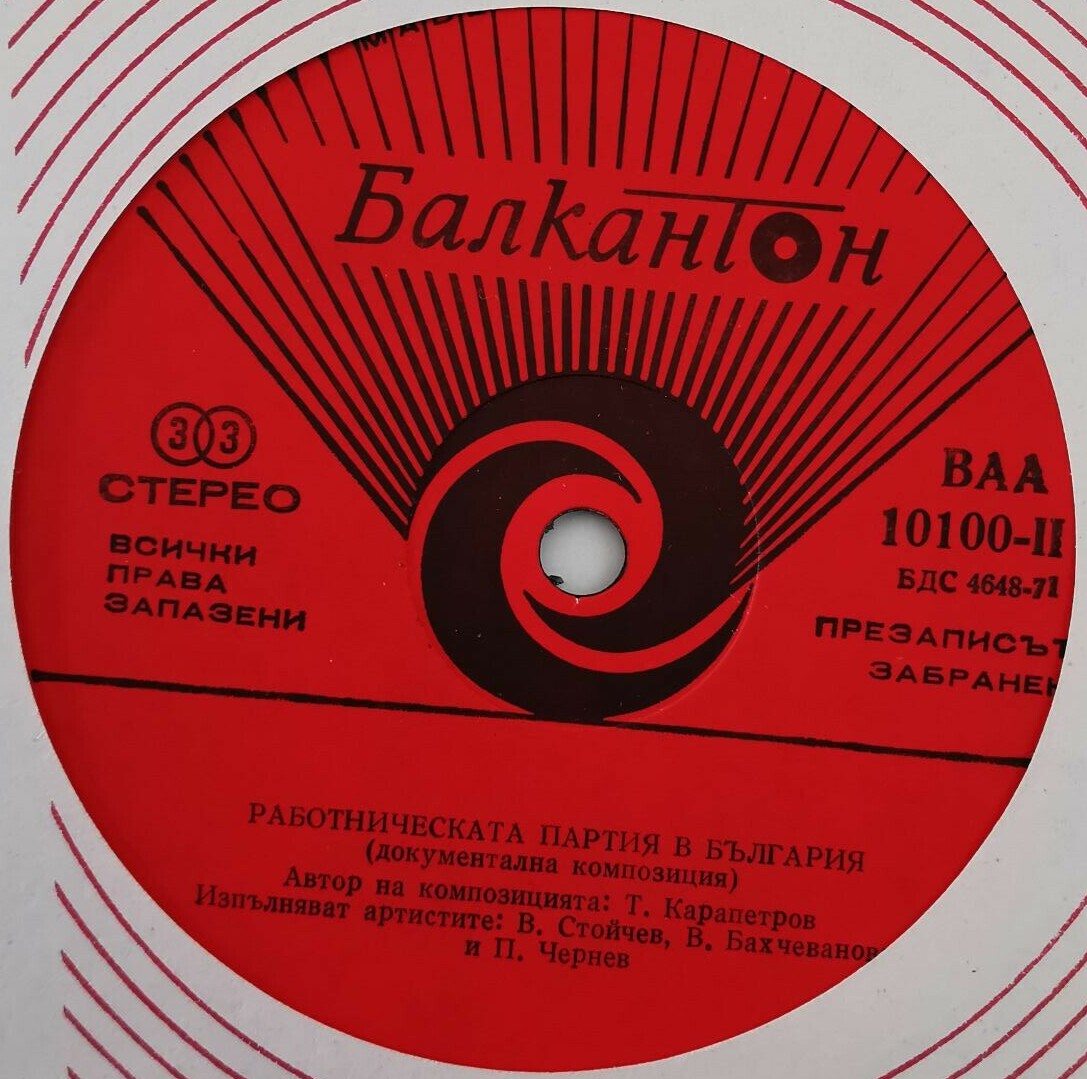 БалканТон
33
СТЕРЕО
ВСИЧКИ
ПРАВА
ЗАПАЗЕНИ
ВАА
10100-II
БДС 4648-71
ПРЕЗАПИСЪТ
ЗАБРАНЕН
РАБОТНИЧЕСКАТА ПАРТИЯ В БЪЛГАРИЯ
(документална композиция)
Автор на композицията: Т. Карапетров
Изпълняват артистите: В. Стойчев, В. Бахчеванов
и П. Чернев